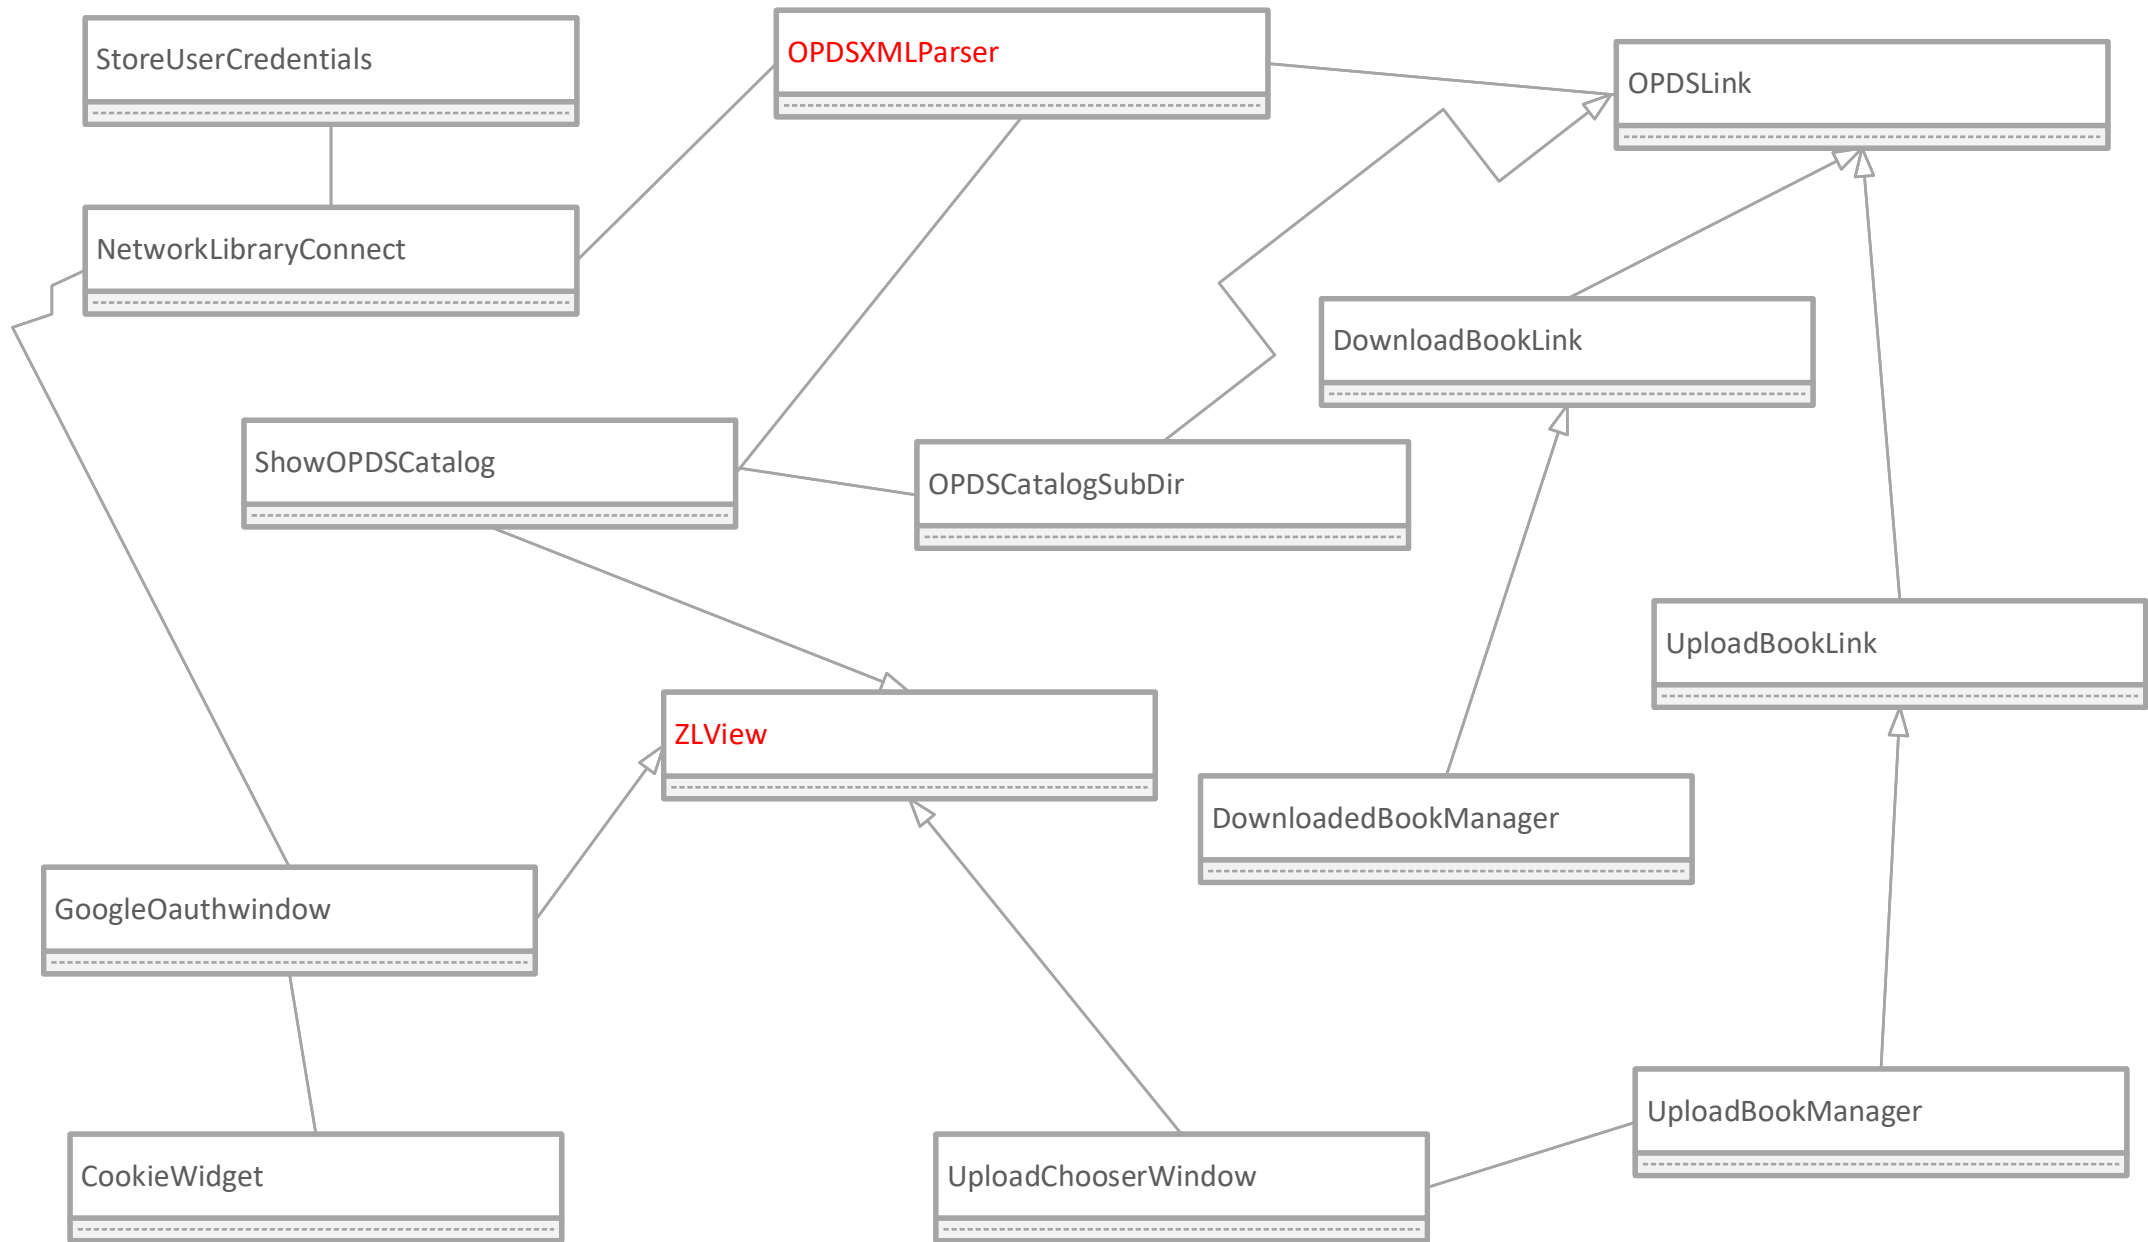 StoreUserCredentials
OPDSXMLParser
OPDSLink
NetworkLibraryConnect
DownloadBookLink
ShowOPDSCatalog
OPDSCatalogSubDir
UploadBookLink
ZLView
DownloadedBookManager
GoogleOauthwindow
UploadBookManager
CookieWidget
UploadChooserWindow